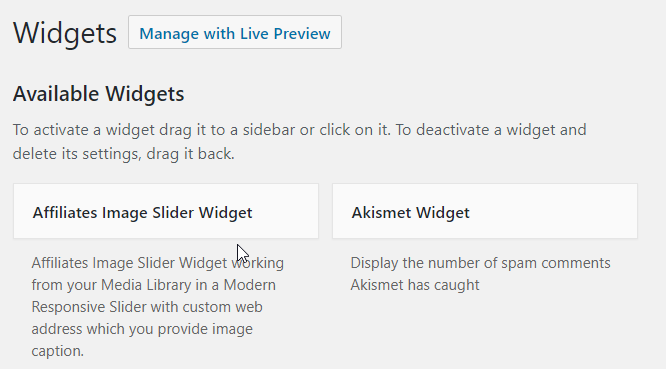 Widgets Manage with Live Preview
Available Widgets
To activate a widget drag it to a sidebar or click on it. To deactivate a widget and
delete its settings, drag it back.
Affiliates Image Slider Widget
Affiliates Image Slider Widget working
from your Media Library in a Modern
Responsive Slider with custom web
address which you provide image
caption.
Akismet Widget
Display the number of spam comments
Akismet has caught